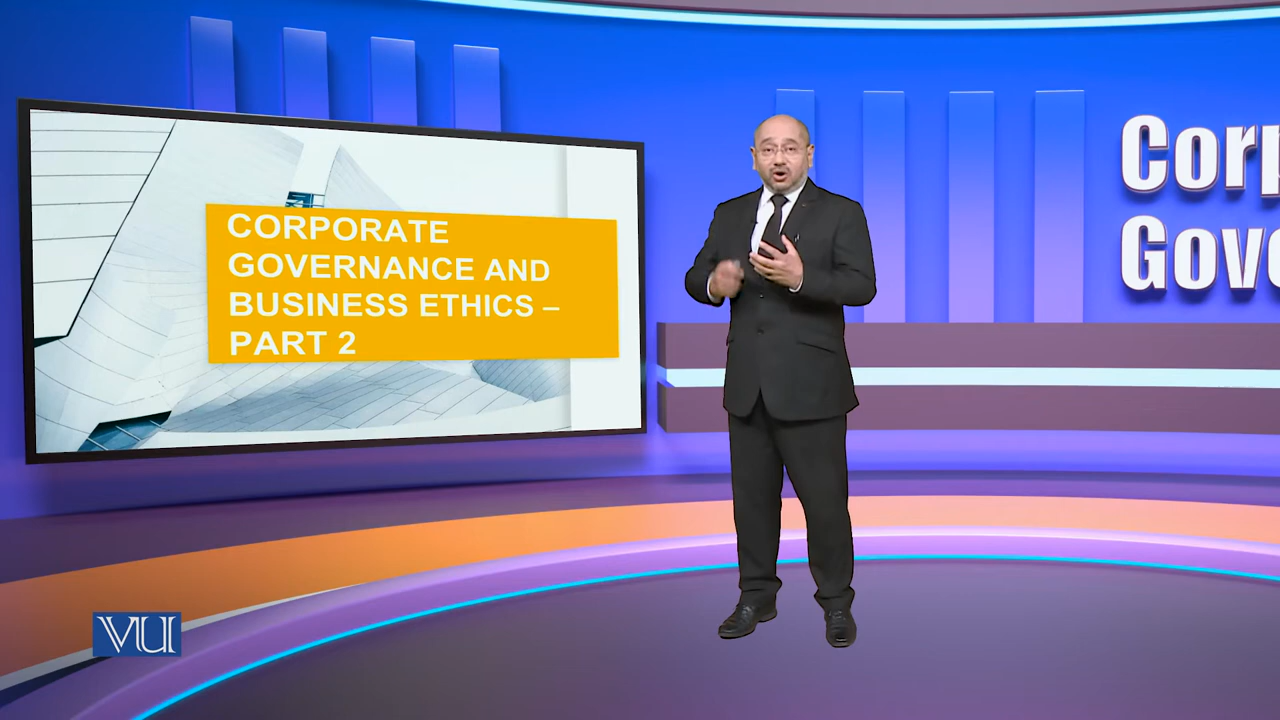 CORPORATE
GOVERNANCE AND
BUSINESS ETHICS –
PART 2
Corp
Gove
VU